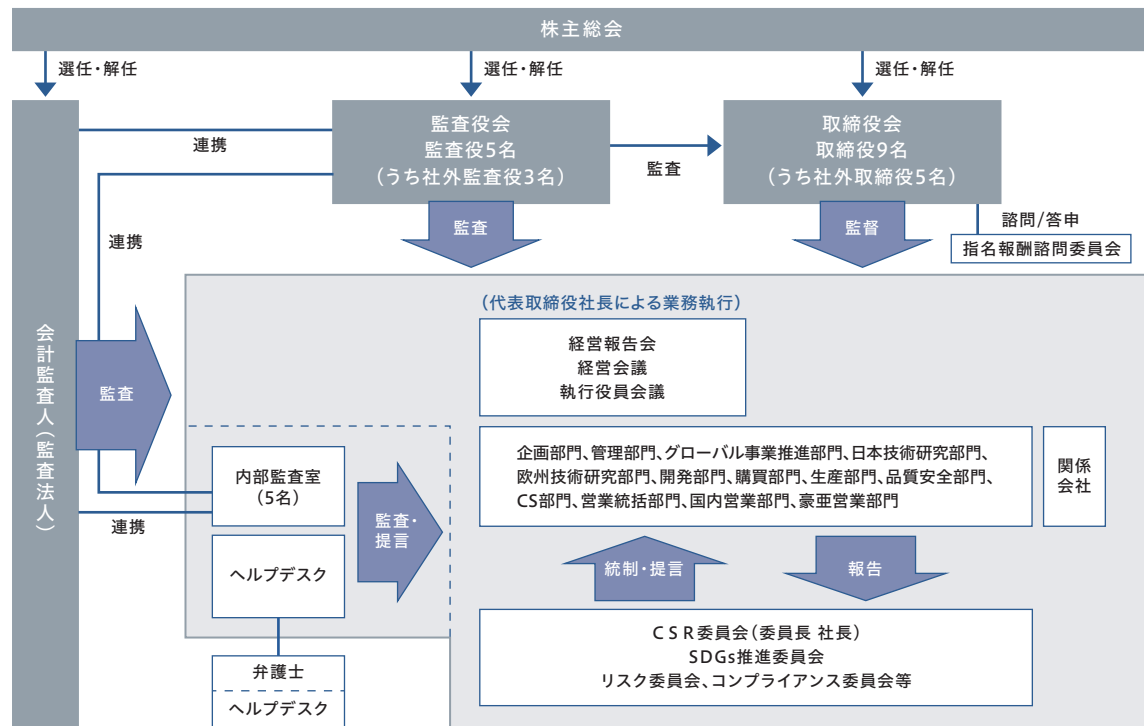 株主総会
選任・解任
選任・解任
選任・解任
監査役会
監査役5名
(うち社外監査役3名)
取締役会
取締役9名
(うち社外取締役5名)
連携
監査
連携
監査
監督
諮問/答申
指名報酬諮問委員会
会計監査人(監査法人)
監査
(代表取締役社長による業務執行)
経営報告会
経営会議
執行役員会議
企画部門、管理部門、グローバル事業推進部門、日本技術研究部門、
欧州技術研究部門、開発部門、購買部門、生産部門、品質安全部門、
CS部門、営業統括部門、国内営業部門、豪亜営業部門
関係
会社
内部監査室
(5名)
連携
監査・
提言
ヘルプデスク
統制・提言
報告
CSR委員会(委員長 社長)
SDGs推進委員会
リスク委員会、コンプライアンス委員会等
弁護士
ヘルプデスク